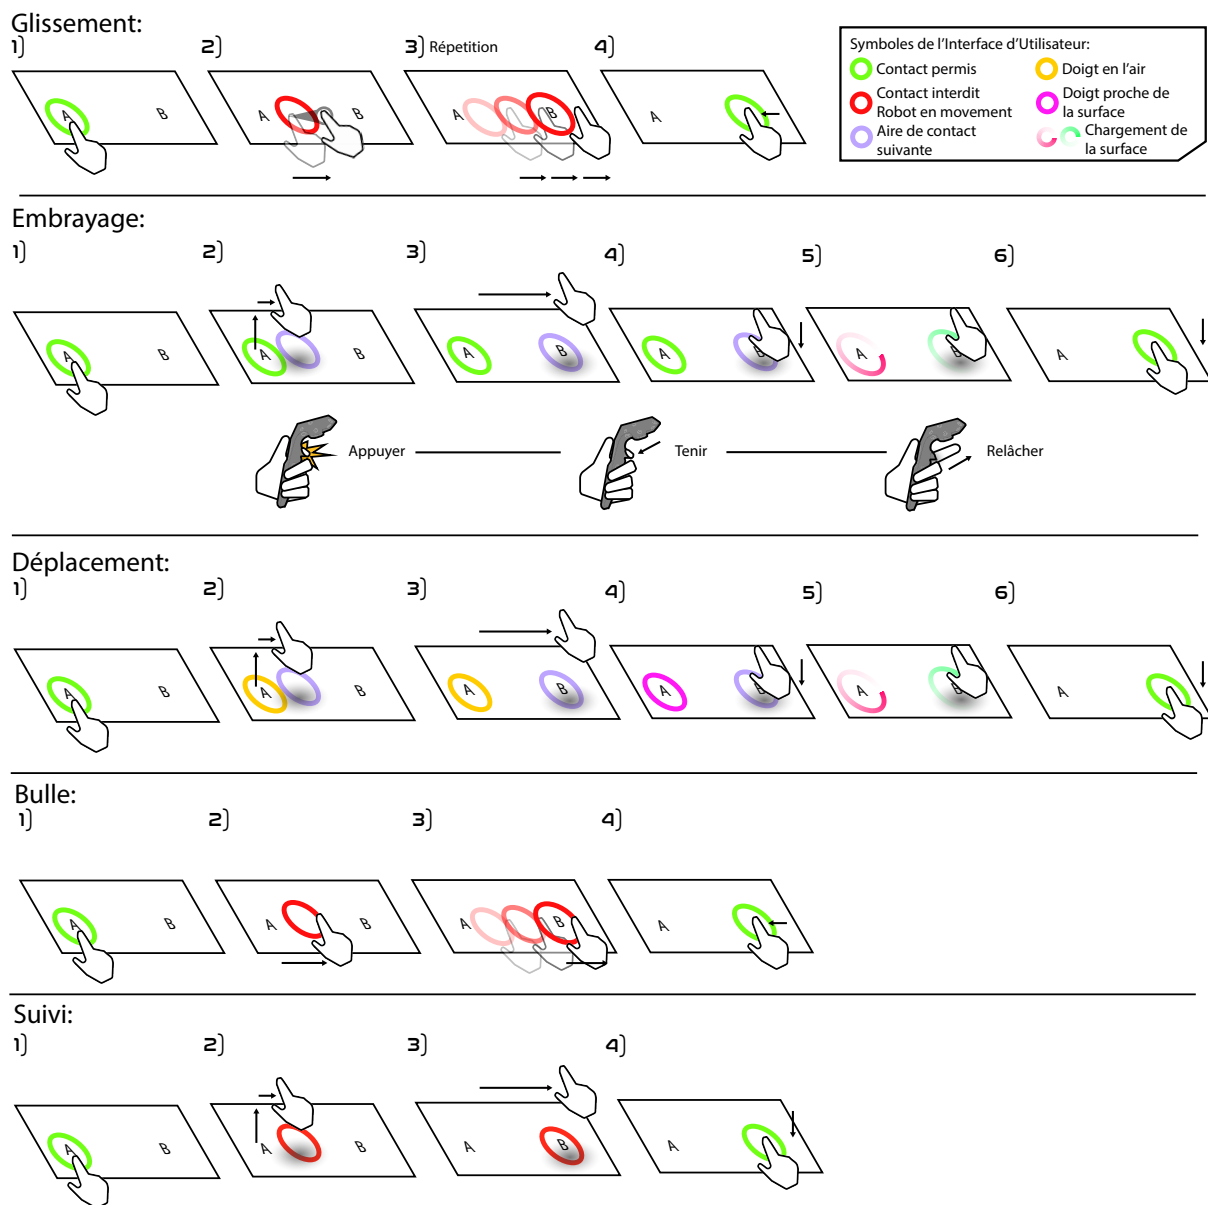 Glissement:
1) 2) 3) Répetition 4)
A B A B A B A
Symboles de l'Interface d'Utilisateur:
Contact permis
Doigt en l'air
Contact interdit
Robot en movement
Doigt proche de
la surface
Aire de contact
suivante
Chargement de
la surface
Embrayage:
1) 2) 3) 4) 5) 6)
A B A B A B A B A B A
Appuyer Tenir Relâcher
Déplacement:
1) 2) 3) 4) 5) 6)
A B A B A B A B A B A
Bulle:
1) 2) 3) 4)
A B A B A B A
Suivi:
1) 2) 3) 4)
A B A B A B A